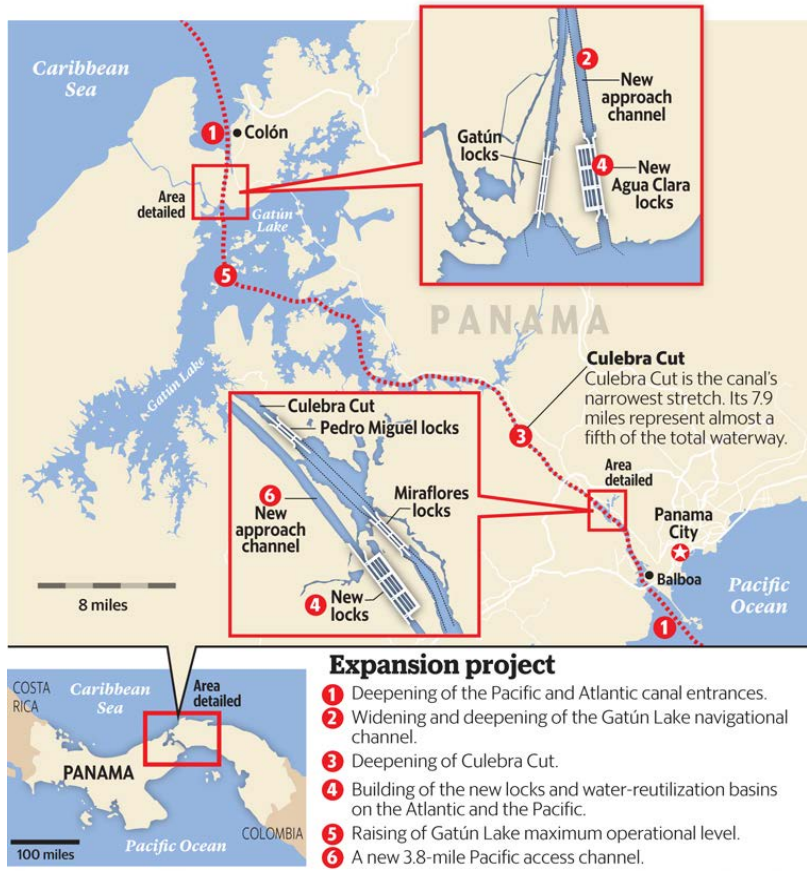 Caribbean
Sea
1
Colón
Area
detailed
Gatún
Lake
5
Gatún Lake
2
New
approach
channel
Gatún
locks
4
New
Agua Clara
locks
PANAMA
Culebra Cut
Culebra Cut is the canal's
narrowest stretch. Its 7.9
miles represent almost a
fifth of the total waterway.
3
Culebra Cut
Pedro Miguel locks
6
New
approach
channel
Miraflores
locks
4
New
locks
Area
detailed
Panama
City
Balboa
Pacific
Ocean
1
8 miles
COSTA
RICA
Caribbean
Sea
Area
detailed
PANAMA
COLOMBIA
100 miles
Pacific Ocean
Expansion project
1 Deepening of the Pacific and Atlantic canal entrances.
2 Widening and deepening of the Gatún Lake navigational
channel.
3 Deepening of Culebra Cut.
4 Building of the new locks and water-reutilization basins
on the Atlantic and the Pacific.
5 Raising of Gatún Lake maximum operational level.
6 A new 3.8-mile Pacific access channel.